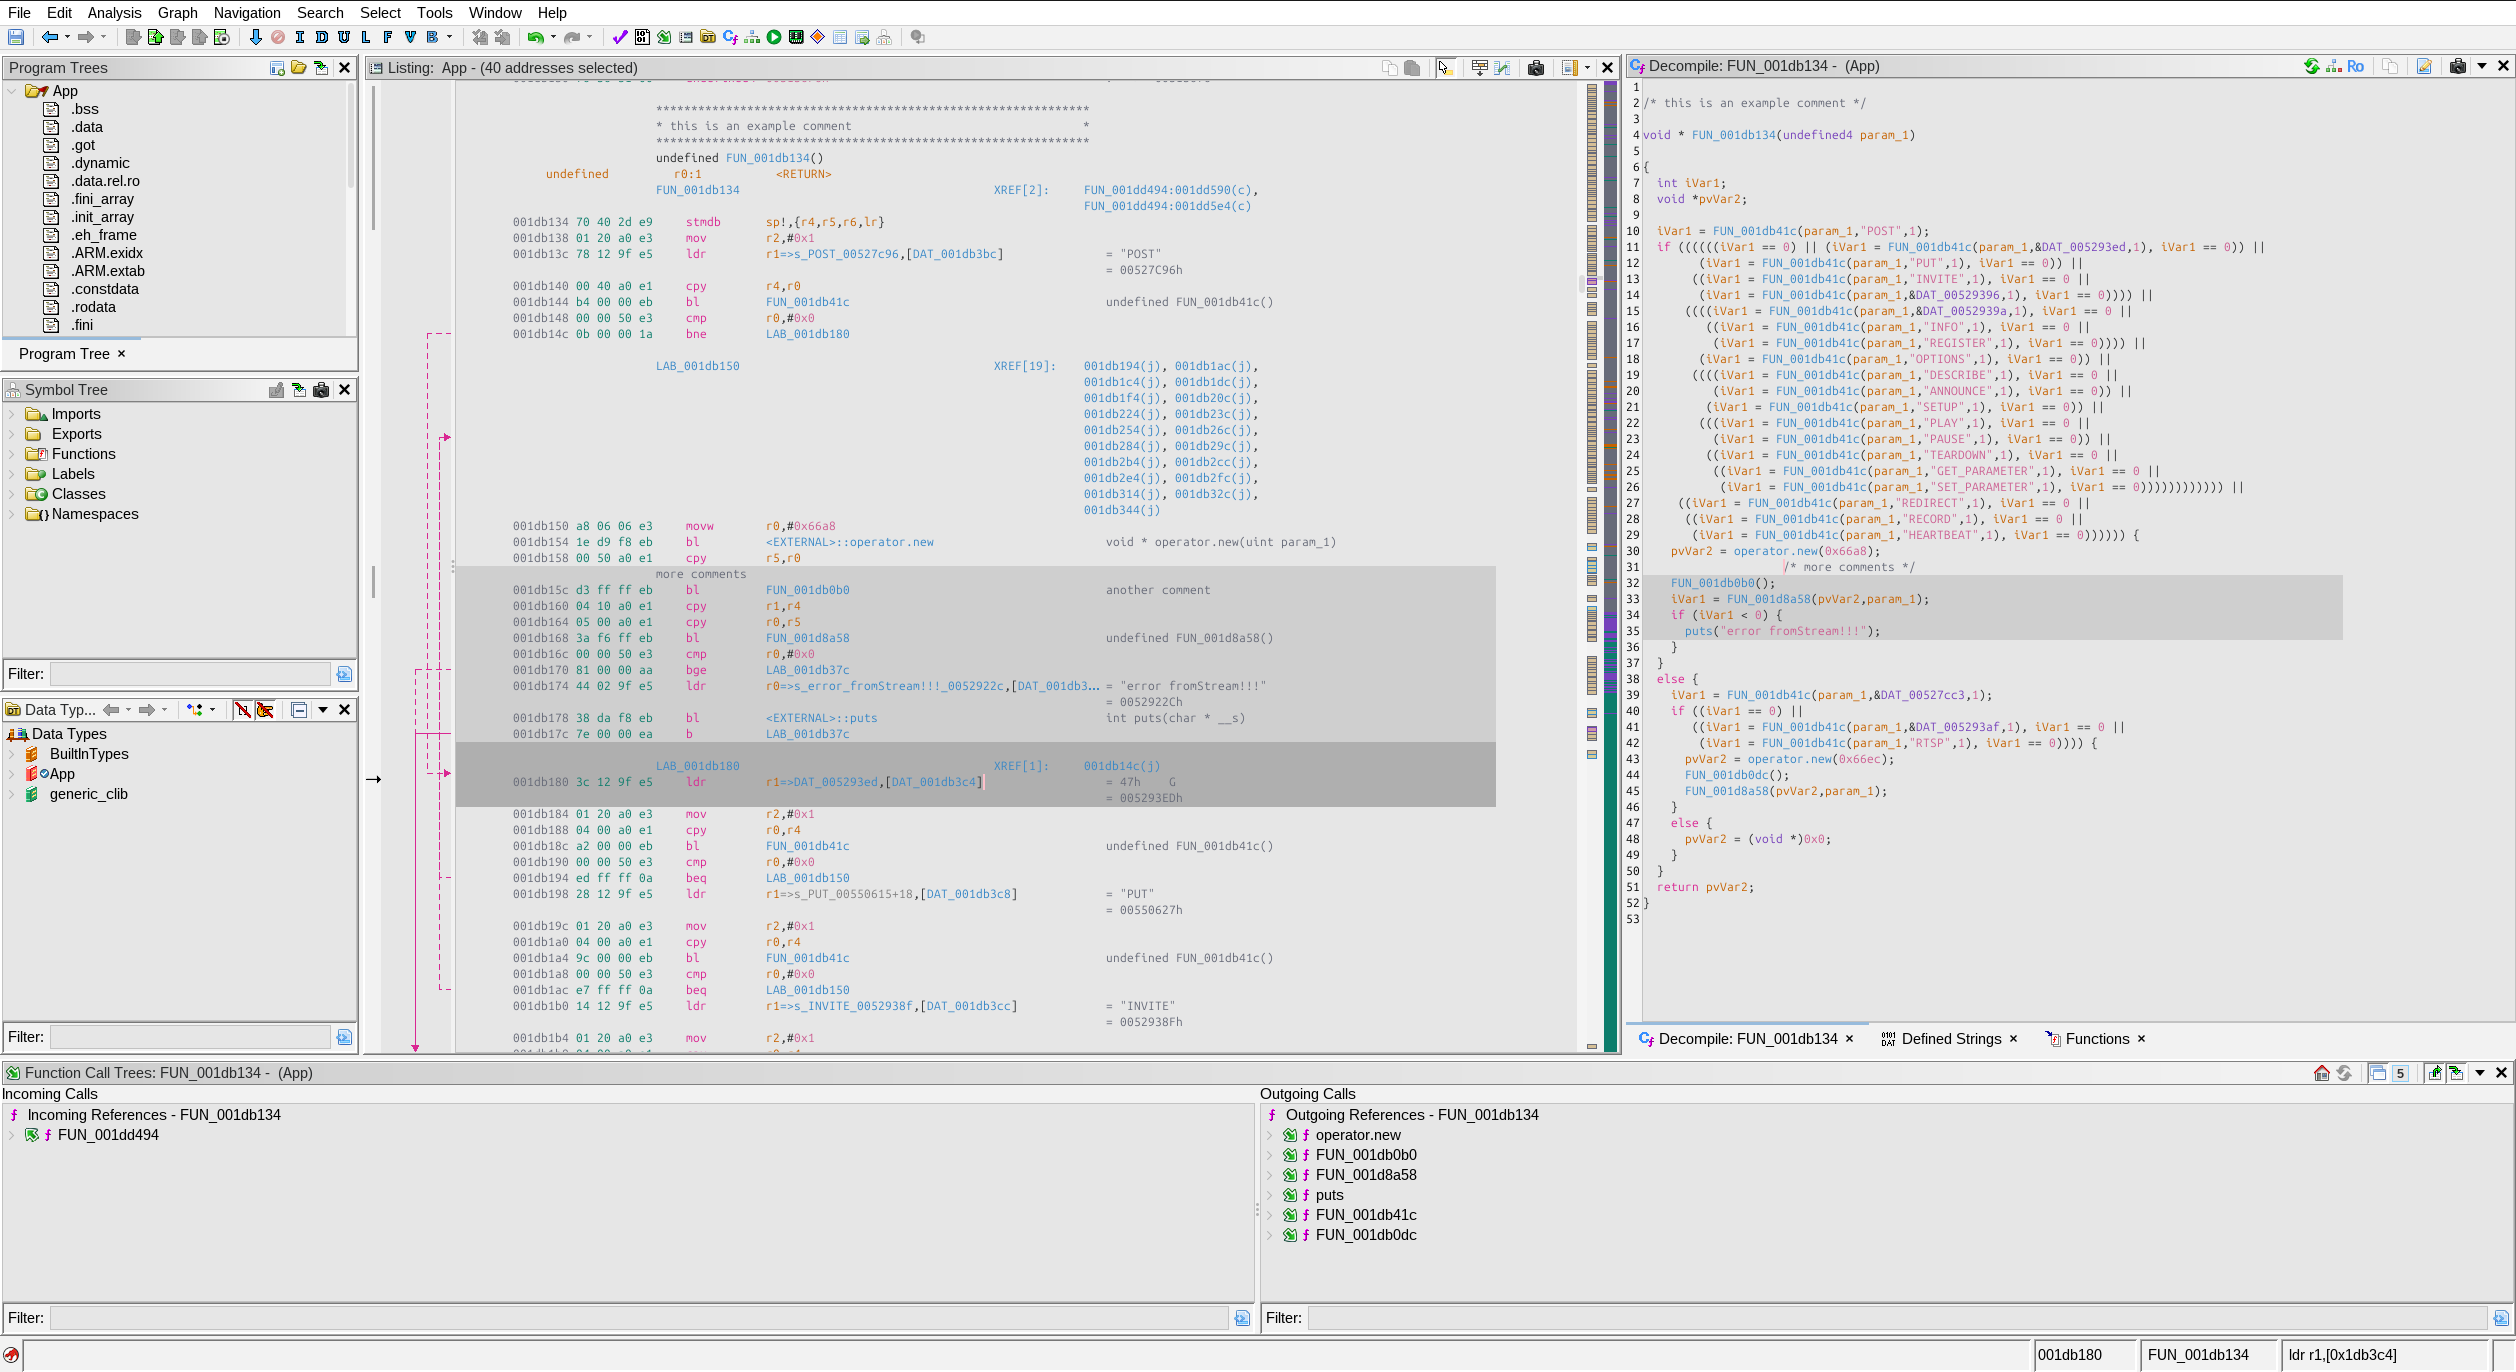 File Edit Analysis Graph Navigation Search Select Tools Window Help
I D U L F V B
Program Trees
App
.bss
.data
.got
.dynamic
.data.rel.ro
.fini_array
.init_array
.eh_frame
.ARM.exidx
.ARM.extab
.constdata
.rodata
.fini
Program Tree ×
Symbol Tree
Imports
Exports
Functions
Labels
Classes
Namespaces
Filter:
Data Typ...
Data Types
BuiltInTypes
App
generic_clib
Filter:
Listing: App - (40 addresses selected)
**************************************************************
* this is an example comment *
**************************************************************
undefined FUN_001db134()
undefined r0:1 <RETURN>
FUN_001db134 XREF[2]: FUN_001dd494:001dd590(c),
FUN_001dd494:001dd5e4(c)
001db134 70 40 2d e9 stmdb sp!,{r4,r5,r6,lr}
001db138 01 20 a0 e3 mov r2,#0x1
001db13c 78 12 9f e5 ldr r1=>s_POST_00527c96,[DAT_001db3bc] = "POST"
= 00527C96h
001db140 00 40 a0 e1 cpy r4,r0
001db144 b4 00 00 eb bl FUN_001db41c undefined FUN_001db41c()
001db148 00 00 50 e3 cmp r0,#0x0
001db14c 0b 00 00 1a bne LAB_001db180
LAB_001db150 XREF[19]: 001db194(j), 001db1ac(j),
001db1c4(j), 001db1dc(j),
001db1f4(j), 001db20c(j),
001db224(j), 001db23c(j),
001db254(j), 001db26c(j),
001db284(j), 001db29c(j),
001db2b4(j), 001db2cc(j),
001db2e4(j), 001db2fc(j),
001db314(j), 001db32c(j),
001db344(j)
001db150 a8 06 06 e3 movw r0,#0x66a8
001db154 1e d9 f8 eb bl <EXTERNAL>::operator.new void * operator.new(uint param_1)
001db158 00 50 a0 e1 cpy r5,r0
more comments
001db15c d3 ff ff eb bl FUN_001db0b0 another comment
001db160 04 10 a0 e1 cpy r1,r4
001db164 05 00 a0 e1 cpy r0,r5
001db168 3a f6 ff eb bl FUN_001d8a58 undefined FUN_001d8a58()
001db16c 00 00 50 e3 cmp r0,#0x0
001db170 81 00 00 aa bge LAB_001db37c
001db174 44 02 9f e5 ldr r0=>s_error_fromStream!!!_0052922c,[DAT_001db3... = "error fromStream!!!"
= 0052922Ch
001db178 38 da f8 eb bl <EXTERNAL>::puts int puts(char * __s)
001db17c 7e 00 00 ea b LAB_001db37c
LAB_001db180 XREF[1]: 001db14c(j)
001db180 3c 12 9f e5 ldr r1=>DAT_005293ed,[DAT_001db3c4] = 47h G
= 005293EDh
001db184 01 20 a0 e3 mov r2,#0x1
001db188 04 00 a0 e1 cpy r0,r4
001db18c a2 00 00 eb bl FUN_001db41c undefined FUN_001db41c()
001db190 00 00 50 e3 cmp r0,#0x0
001db194 ed ff ff 0a beq LAB_001db150
001db198 28 12 9f e5 ldr r1=>s_PUT_00550615+18,[DAT_001db3c8] = "PUT"
= 00550627h
001db19c 01 20 a0 e3 mov r2,#0x1
001db1a0 04 00 a0 e1 cpy r0,r4
001db1a4 9c 00 00 eb bl FUN_001db41c undefined FUN_001db41c()
001db1a8 00 00 50 e3 cmp r0,#0x0
001db1ac e7 ff ff 0a beq LAB_001db150
001db1b0 14 12 9f e5 ldr r1=>s_INVITE_0052938f,[DAT_001db3cc] = "INVITE"
= 0052938Fh
001db1b4 01 20 a0 e3 mov r2,#0x1
Decompile: FUN_001db134 - (App)
Ro
1
2 /* this is an example comment */
3
4 void * FUN_001db134(undefined4 param_1)
5
6 {
7 int iVar1;
8 void *pvVar2;
9
10 iVar1 = FUN_001db41c(param_1,"POST",1);
11 if ((((((iVar1 == 0) || (iVar1 = FUN_001db41c(param_1,&DAT_005293ed,1), iVar1 == 0)) ||
12 (iVar1 = FUN_001db41c(param_1,"PUT",1), iVar1 == 0)) ||
13 ((iVar1 = FUN_001db41c(param_1,"INVITE",1), iVar1 == 0 ||
14 (iVar1 = FUN_001db41c(param_1,&DAT_00529396,1), iVar1 == 0)))) ||
15 ((((iVar1 = FUN_001db41c(param_1,&DAT_0052939a,1), iVar1 == 0 ||
16 ((iVar1 = FUN_001db41c(param_1,"INFO",1), iVar1 == 0 ||
17 (iVar1 = FUN_001db41c(param_1,"REGISTER",1), iVar1 == 0)))) ||
18 (iVar1 = FUN_001db41c(param_1,"OPTIONS",1), iVar1 == 0)) ||
19 ((((iVar1 = FUN_001db41c(param_1,"DESCRIBE",1), iVar1 == 0 ||
20 (iVar1 = FUN_001db41c(param_1,"ANNOUNCE",1), iVar1 == 0)) ||
21 (iVar1 = FUN_001db41c(param_1,"SETUP",1), iVar1 == 0)) ||
22 (((iVar1 = FUN_001db41c(param_1,"PLAY",1), iVar1 == 0 ||
23 (iVar1 = FUN_001db41c(param_1,"PAUSE",1), iVar1 == 0)) ||
24 ((iVar1 = FUN_001db41c(param_1,"TEARDOWN",1), iVar1 == 0 ||
25 ((iVar1 = FUN_001db41c(param_1,"GET_PARAMETER",1), iVar1 == 0 ||
26 (iVar1 = FUN_001db41c(param_1,"SET_PARAMETER",1), iVar1 == 0)))))))))))) ||
27 ((iVar1 = FUN_001db41c(param_1,"REDIRECT",1), iVar1 == 0 ||
28 ((iVar1 = FUN_001db41c(param_1,"RECORD",1), iVar1 == 0 ||
29 (iVar1 = FUN_001db41c(param_1,"HEARTBEAT",1), iVar1 == 0)))))) {
30 pvVar2 = operator.new(0x66a8);
31 /* more comments */
32 FUN_001db0b0();
33 iVar1 = FUN_001d8a58(pvVar2,param_1);
34 if (iVar1 < 0) {
35 puts("error fromStream!!!");
36 }
37 }
38 else {
39 iVar1 = FUN_001db41c(param_1,&DAT_00527cc3,1);
40 if ((iVar1 == 0) ||
41 ((iVar1 = FUN_001db41c(param_1,&DAT_005293af,1), iVar1 == 0 ||
42 (iVar1 = FUN_001db41c(param_1,"RTSP",1), iVar1 == 0)))) {
43 pvVar2 = operator.new(0x66ec);
44 FUN_001db0dc();
45 FUN_001d8a58(pvVar2,param_1);
46 }
47 else {
48 pvVar2 = (void *)0x0;
49 }
50 }
51 return pvVar2;
52 }
53
Decompile: FUN_001db134 × Defined Strings × Functions ×
Function Call Trees: FUN_001db134 - (App)
5
Incoming Calls
Incoming References - FUN_001db134
FUN_001dd494
Filter:
Outgoing Calls
Outgoing References - FUN_001db134
operator.new
FUN_001db0b0
FUN_001d8a58
puts
FUN_001db41c
FUN_001db0dc
Filter:
001db180 FUN_001db134 ldr r1,[0x1db3c4]